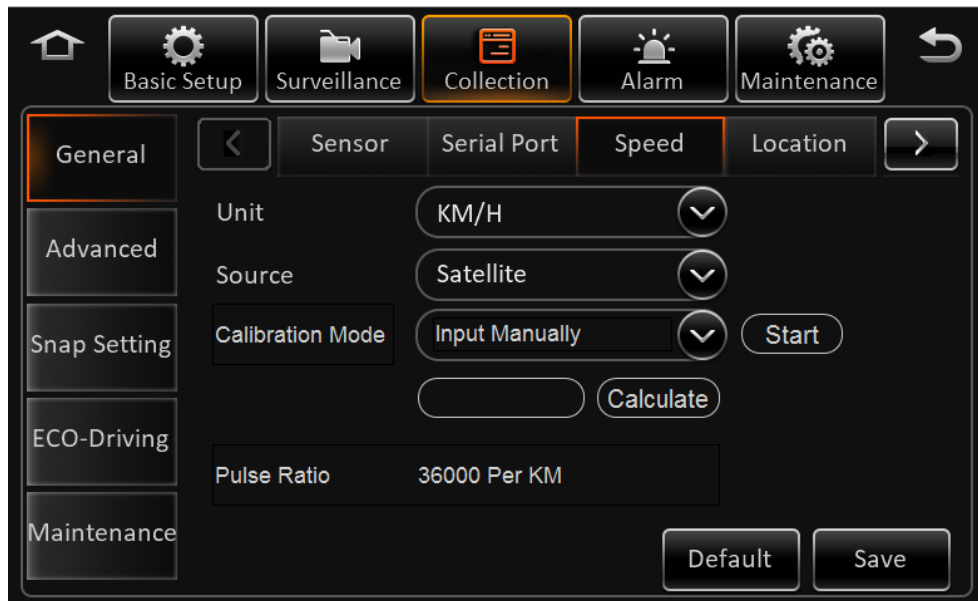 Basic Setup Surveillance Collection Alarm Maintenance
General Sensor Serial Port Speed Location
Unit KM/H
Advanced
Source Satellite
Snap Setting Calibration Mode Input Manually Start
Calculate
ECO-Driving
Pulse Ratio 36000 Per KM
Maintenance
Default Save